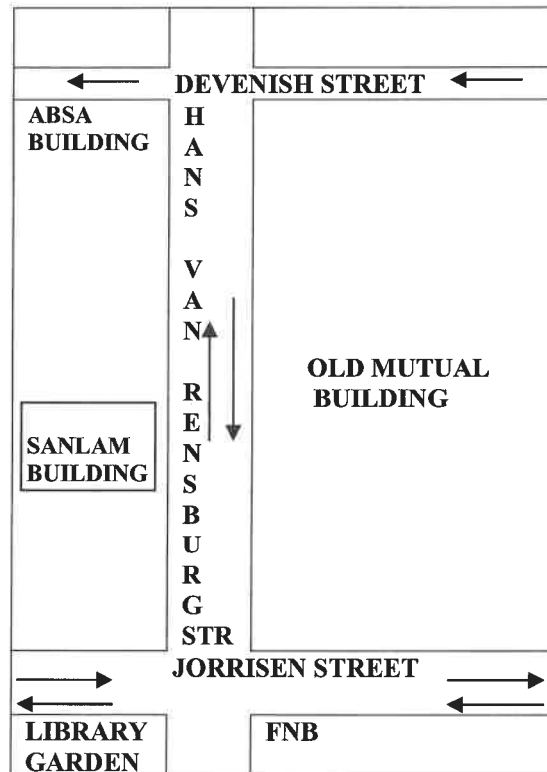 DEVENISH STREET
ABSA
BUILDING
HANS VAN RENSBURG STR
OLD MUTUAL
BUILDING
SANLAM
BUILDING
JORRISEN STREET
LIBRARY
GARDEN
FNB